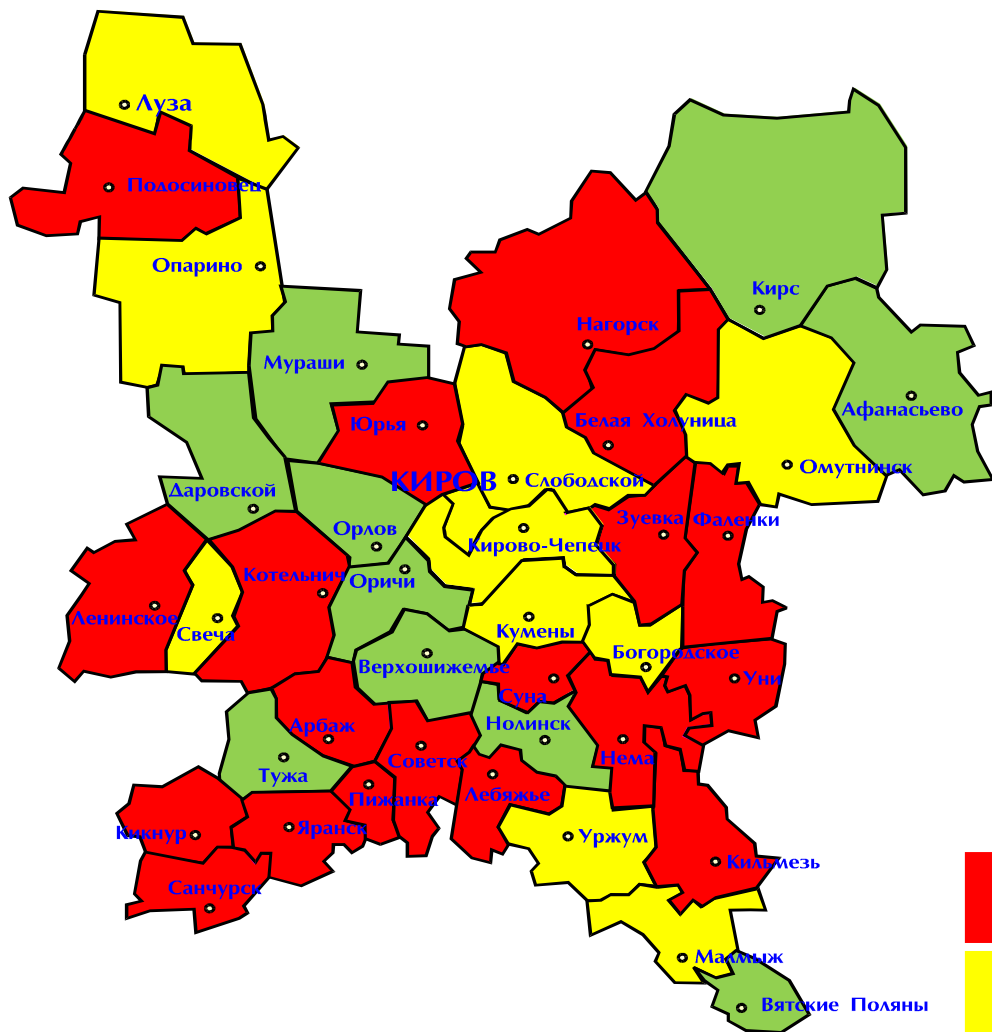 Луза
Подосиновец
Опарино
Кирс
Нагорск
Мураши
Афанасьево
Юрья
Белая Холуница
Омутнинск
КИРОВ
Слободской
Даровской
Зуевка
Фаленки
Орлов
Кирово-Чепецк
Котельнич
Оричи
Ленинское
Свеча
Кумены
Богородское
Верхошижемье
Уни
Суна
Нолинск
Арбаж
Советск
Нема
Тужа
Пижанка
Лебяжье
Кикнур
Яранск
Уржум
Кильмезь
Санчурск
Малмыж
Вятские Поляны